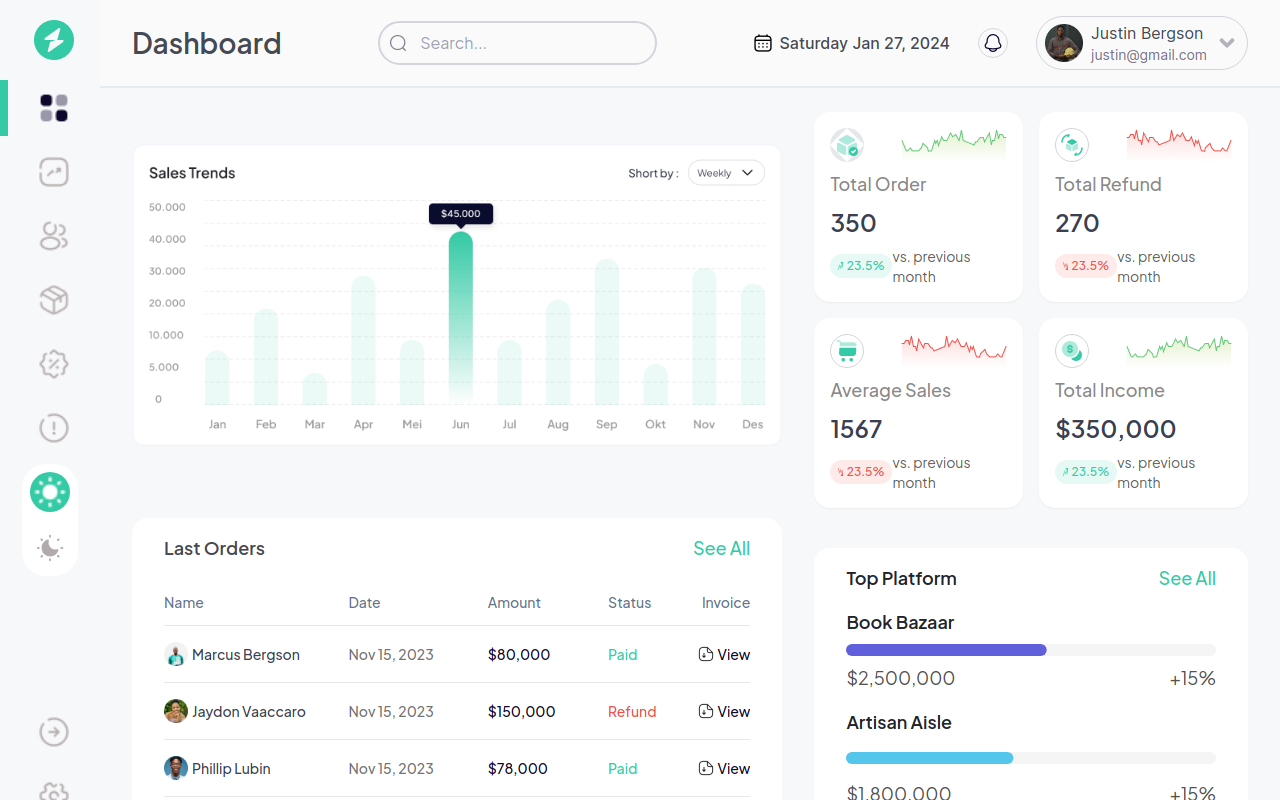 Dashboard
Search...
Saturday Jan 27, 2024
Justin Bergson
justin@gmail.com
Sales Trends
Short by :
Weekly
50.000
40.000
30.000
20.000
10.000
5.000
0
$45.000
Jan Feb Mar Apr Mei Jun Jul Aug Sep Okt Nov Des
Total Order
350
23.5%
vs. previous
month
Total Refund
270
23.5%
vs. previous
month
Average Sales
1567
23.5%
vs. previous
month
Total Income
$350,000
23.5%
vs. previous
month
Last Orders
See All
Name Date Amount Status Invoice
Marcus Bergson Nov 15, 2023 $80,000 Paid View
Jaydon Vaaccaro Nov 15, 2023 $150,000 Refund View
Phillip Lubin Nov 15, 2023 $78,000 Paid View
Top Platform
See All
Book Bazaar
$2,500,000 +15%
Artisan Aisle
$1,800,000 +15%